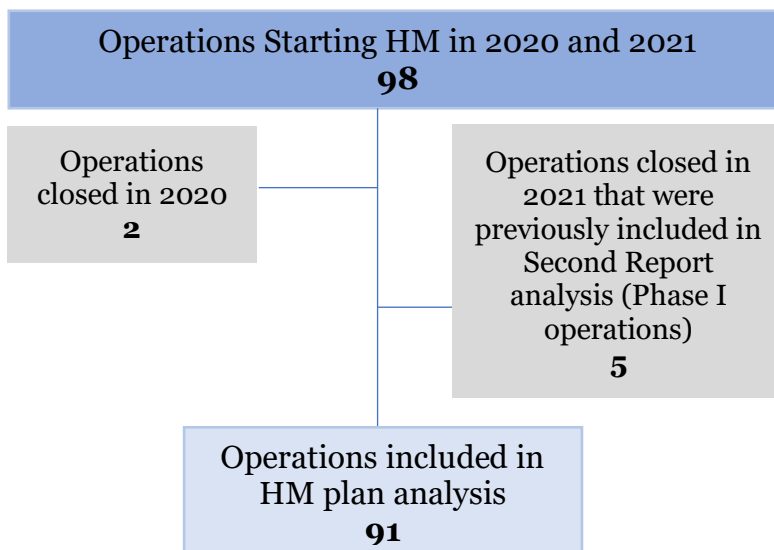 Operations Starting HM in 2020 and 2021
98
Operations
closed in 2020
2
Operations closed in
2021 that were
previously included in
Second Report
analysis (Phase I
operations)
5
Operations included in
HM plan analysis
91